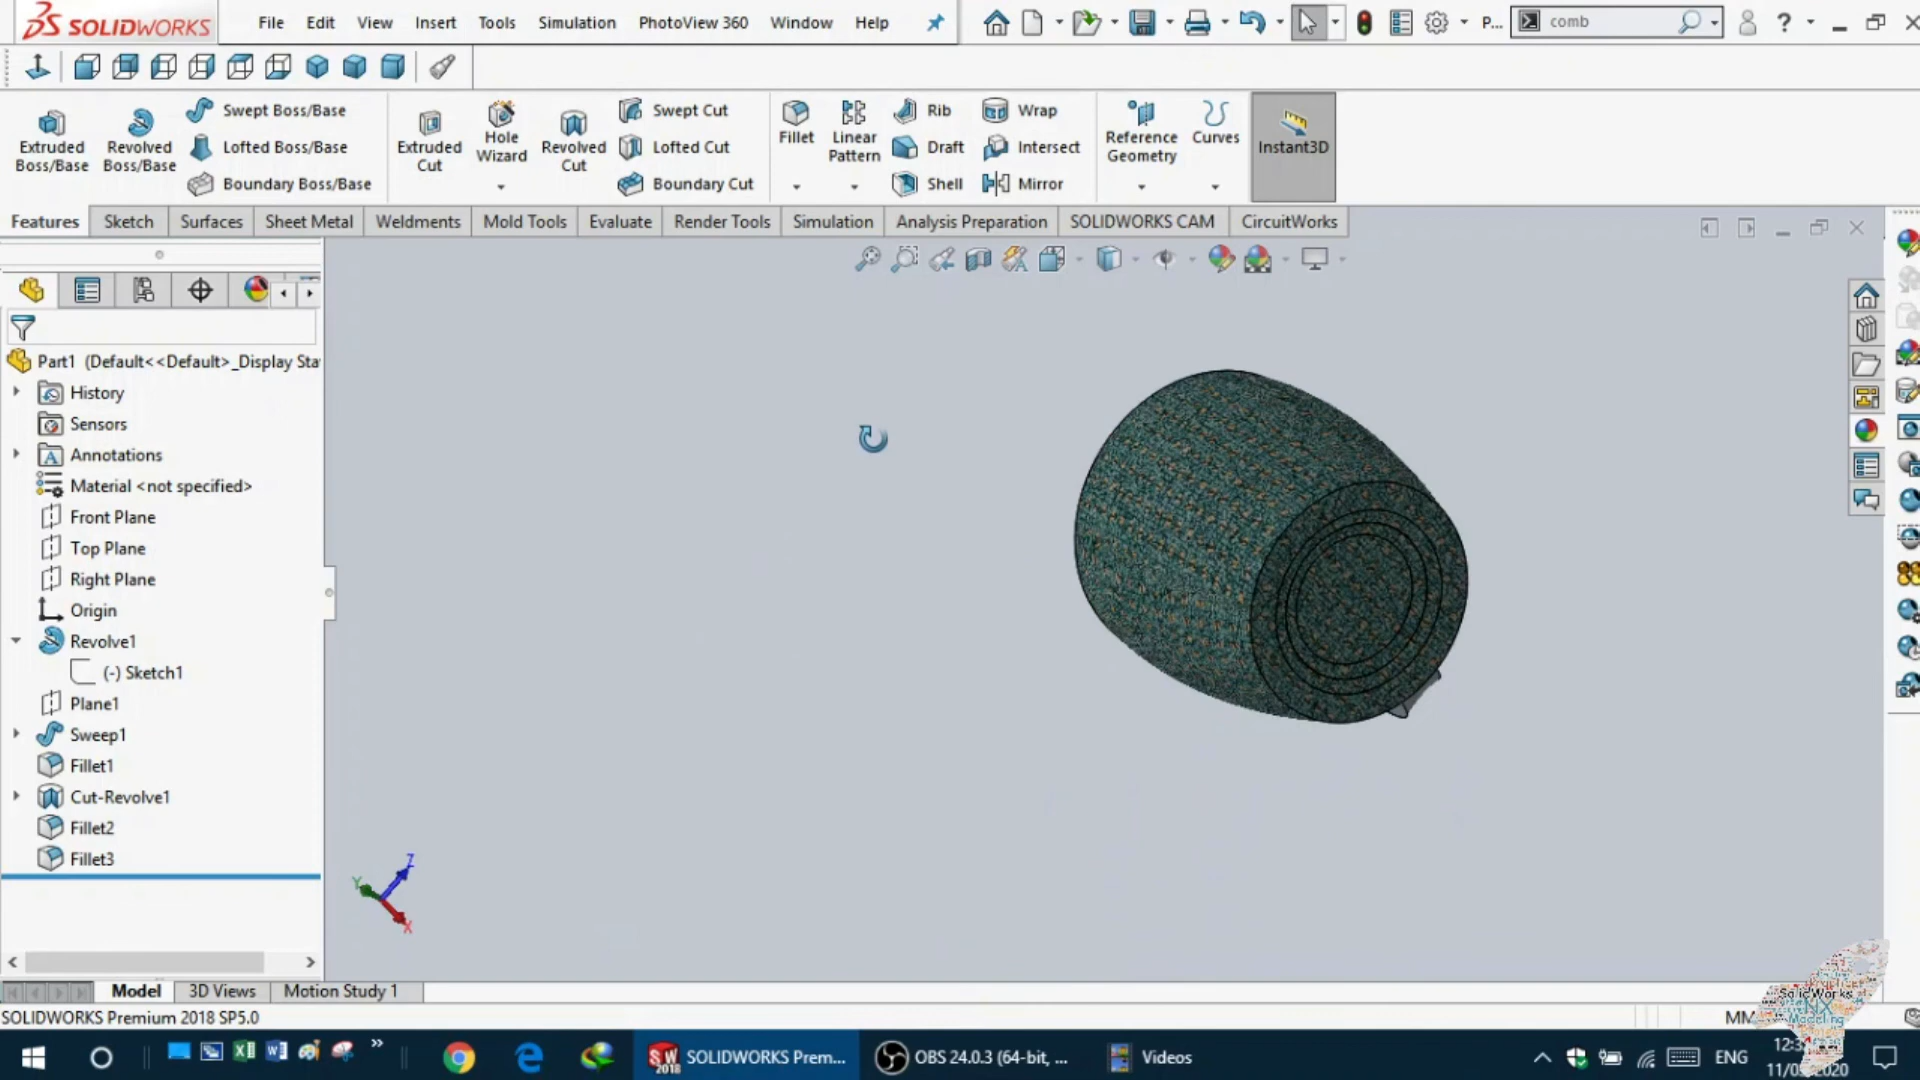 SOLIDWORKS File Edit View Insert Tools Simulation PhotoView 360 Window Help P... comb
Extruded Boss/Base
Revolved Boss/Base
Swept Boss/Base
Lofted Boss/Base
Boundary Boss/Base
Extruded Cut
Hole Wizard
Revolved Cut
Swept Cut
Lofted Cut
Boundary Cut
Fillet
Linear Pattern
Rib
Draft
Shell
Wrap
Intersect
Mirror
Reference Geometry
Curves
Instant3D
Features Sketch Surfaces Sheet Metal Weldments Mold Tools Evaluate Render Tools Simulation Analysis Preparation SOLIDWORKS CAM CircuitWorks
Part1 (Default<<Default>_Display Sta
History
Sensors
Annotations
Material <not specified>
Front Plane
Top Plane
Right Plane
Origin
Revolve1
(-) Sketch1
Plane1
Sweep1
Fillet1
Cut-Revolve1
Fillet2
Fillet3
Z
Y
X
Model 3D Views Motion Study 1
SolidWorks
NX
Modeling
SOLIDWORKS Premium 2018 SP5.0
SOLIDWORKS Prem... OBS 24.0.3 (64-bit, ... Videos ENG